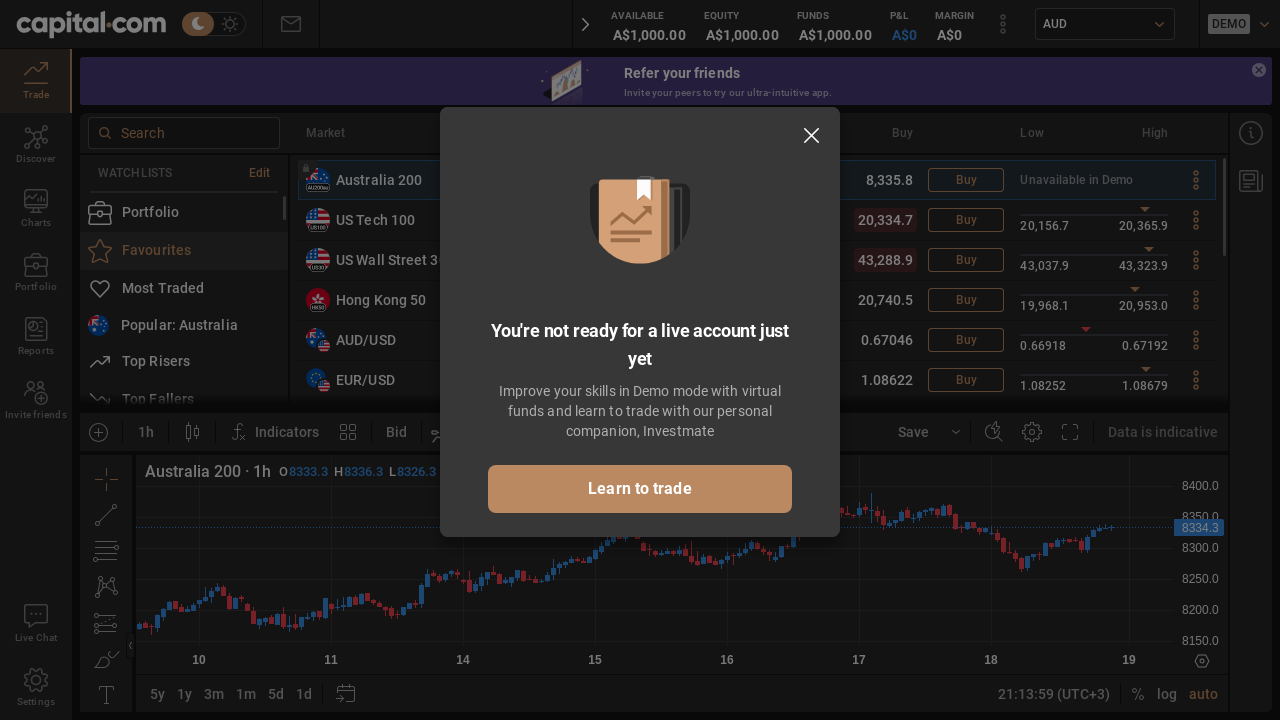 capital.com
AVAILABLE EQUITY FUNDS P&L MARGIN
A$1,000.00 A$1,000.00 A$1,000.00 A$0 A$0
AUD
DEMO
Refer your friends
Invite your peers to try our ultra-intuitive app.
Trade
Discover
Charts
Portfolio
Reports
Invite friends
Live Chat
Settings
Search
Market Buy Low High
WATCHLISTS Edit
Portfolio
Favourites
Most Traded
Popular: Australia
Top Risers
Top Fallers
Australia 200 8,335.8 Buy Unavailable in Demo
US Tech 100 20,334.7 Buy 20,156.7 20,365.9
US Wall Street 3 43,288.9 Buy 43,037.9 43,323.9
Hong Kong 50 20,740.5 Buy 19,968.1 20,953.0
AUD/USD 0.67046 Buy 0.66918 0.67192
EUR/USD 1.08622 Buy 1.08252 1.08679
You're not ready for a live account just
yet
Improve your skills in Demo mode with virtual
funds and learn to trade with our personal
companion, Investmate
Learn to trade
1h Indicators Bid Save Data is indicative
Australia 200 · 1h O8333.3 H8336.3 L8326.3
8400.0
8350.0
8334.3
8300.0
8250.0
8200.0
8150.0
10 11 14 15 16 17 18 19
5y 1y 3m 1m 5d 1d 21:13:59 (UTC+3) % log auto